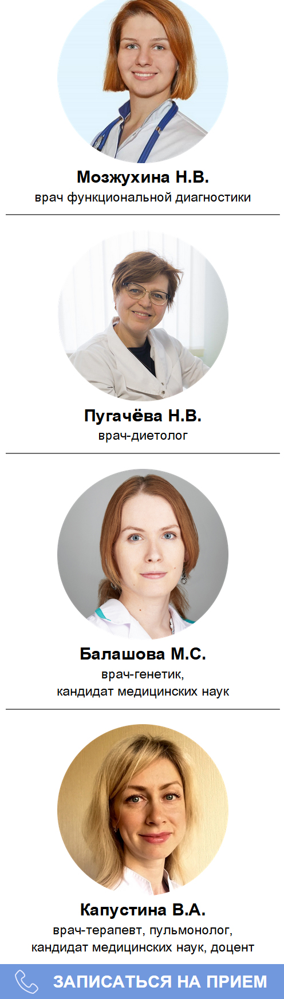 Мозжухина Н.В.
врач функциональной диагностики
Пугачёва Н.В.
врач-диетолог
Балашова М.С.
врач-генетик,
кандидат медицинских наук
Капустина В.А.
врач-терапевт, пульмонолог,
кандидат медицинских наук, доцент
ЗАПИСАТЬСЯ НА ПРИЕМ